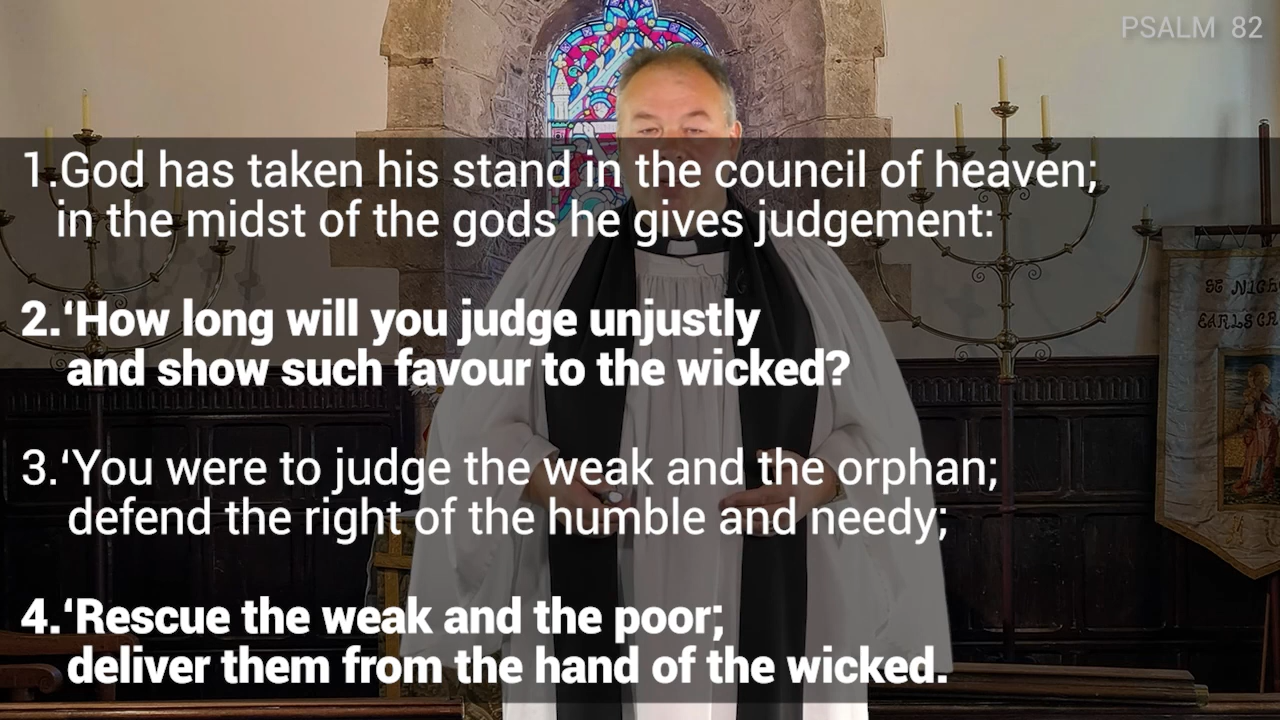 PSALM 82
1.God has taken his stand in the council of heaven;
in the midst of the gods he gives judgement:
2.‘How long will you judge unjustly
and show such favour to the wicked?
3.‘You were to judge the weak and the orphan;
defend the right of the humble and needy;
4.‘Rescue the weak and the poor;
deliver them from the hand of the wicked.